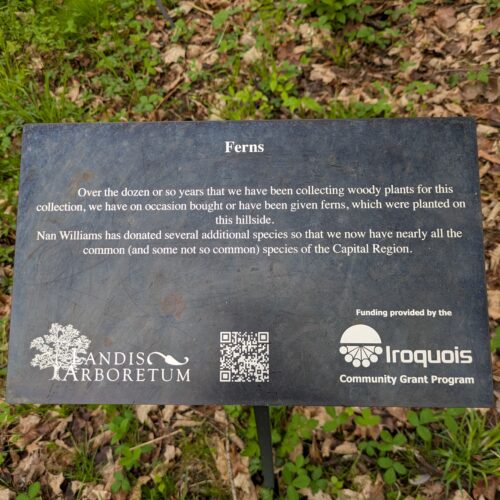 Ferns
Over the dozen or so years that we have been collecting woody plants for this
collection, we have on occasion bought or have been given ferns, which were planted on
this hillside.
Nan Williams has donated several additional species so that we now have nearly all the
common (and some not so common) species of the Capital Region.
LANDIS
ARBORETUM
Funding provided by the
Iroquois
Community Grant Program